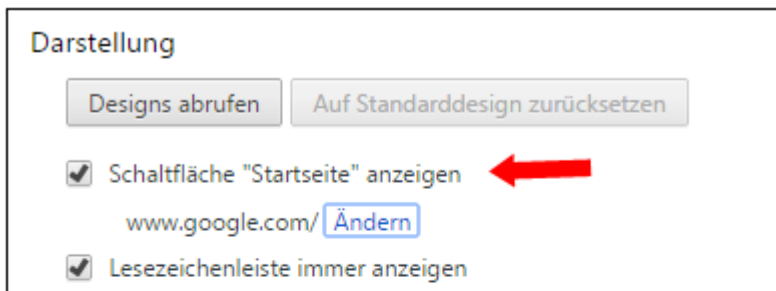 Darstellung
Designs abrufen Auf Standarddesign zurücksetzen
Schaltfläche "Startseite" anzeigen
www.google.com/ Ändern
Lesezeichenleiste immer anzeigen